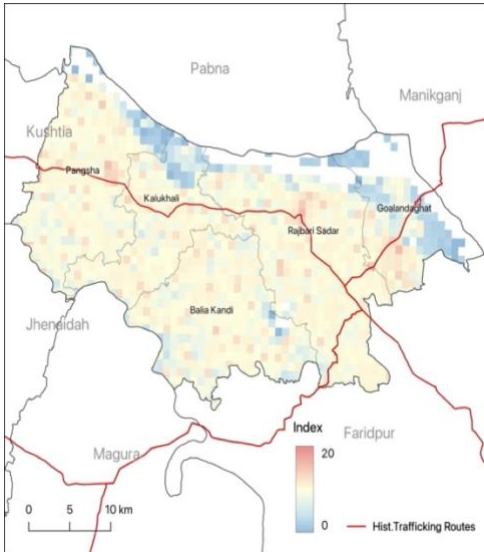 Pabna
Manikganj
Kushtia
Pangsha
Kalukhali
Goalandaghat
Rajbari Sadar
Balia Kandi
Jhenaidah
Index
Faridpur
20
Magura
0 5 10 km
0
Hist.Trafficking Routes